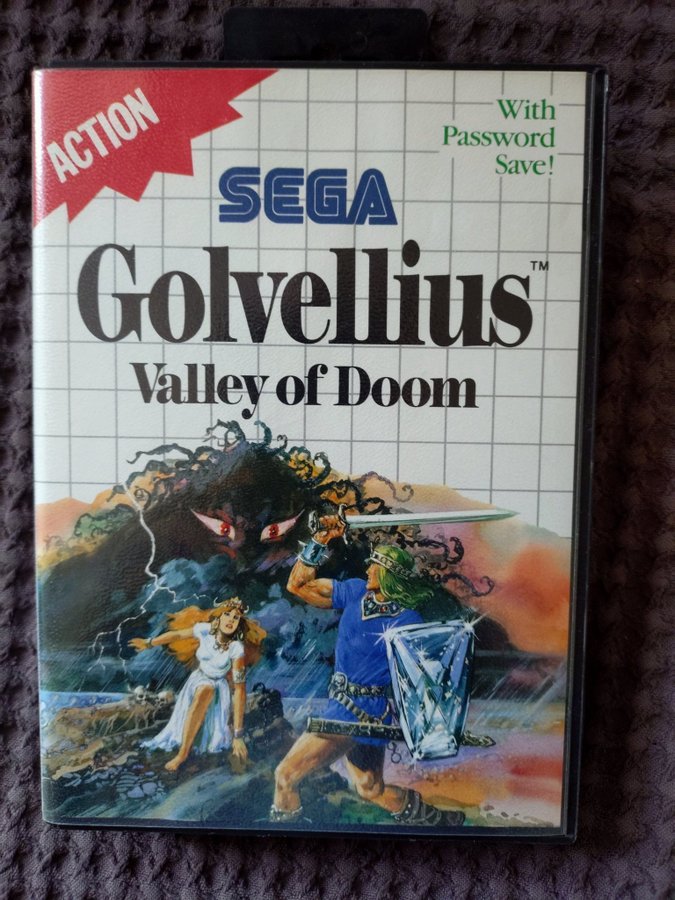 ACTION
With
Password
Save!
SEGA
Golvellius™
Valley of Doom